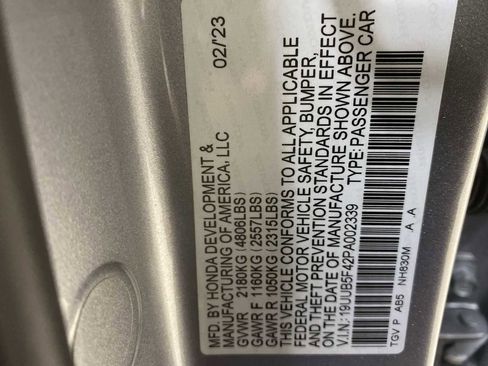 MFD. BY HONDA DEVELOPMENT & 02/'23
MANUFACTURING OF AMERICA, LLC
GVWR 2180KG (4806LBS)
GAWR F 1160KG (2557LBS)
GAWR R 1050KG (2315LBS)
THIS VEHICLE CONFORMS TO ALL APPLICABLE
FEDERAL MOTOR VEHICLE SAFETY, BUMPER,
AND THEFT PREVENTION STANDARDS IN EFFECT
ON THE DATE OF MANUFACTURE SHOWN ABOVE.
V.I.N.: 19UUB5F42PA002339 TYPE: PASSENGER CAR
TGV P AB5 NH830M A A